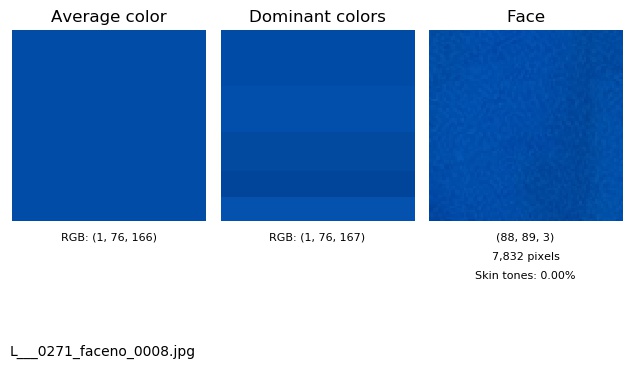 Average color
Dominant colors
Face
RGB: (1, 76, 166)
RGB: (1, 76, 167)
(88, 89, 3)
7,832 pixels
Skin tones: 0.00%
L___0271_faceno_0008.jpg